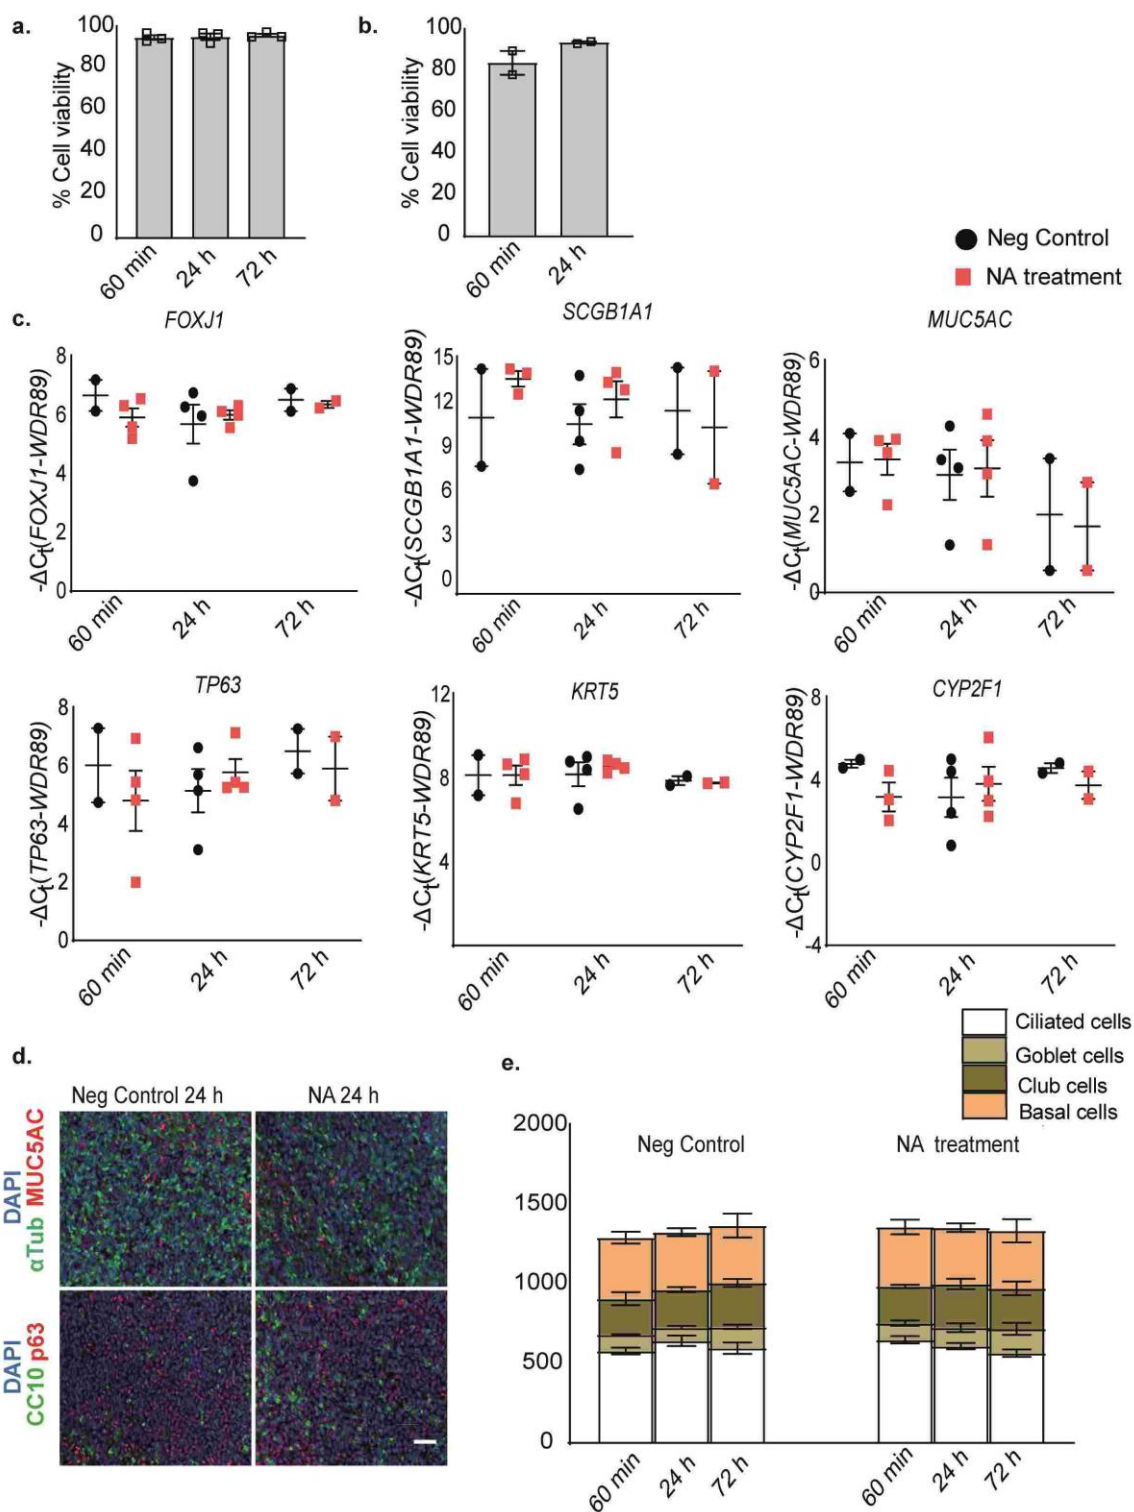 a.
% Cell viability
100
80
60
40
20
0
60 min
24 h
72 h
b.
% Cell viability
100
80
60
40
20
0
60 min
24 h
Neg Control
NA treatment
c.
FOXJ1
-ΔCt(FOXJ1-WDR89)
8
6
4
2
0
60 min
24 h
72 h
SCGB1A1
-ΔCt(SCGB1A1-WDR89)
15
12
9
6
3
0
60 min
24 h
72 h
MUC5AC
-ΔCt(MUC5AC-WDR89)
6
4
2
0
60 min
24 h
72 h
TP63
-ΔCt(TP63-WDR89)
8
6
4
2
0
60 min
24 h
72 h
KRT5
-ΔCt(KRT5-WDR89)
12
8
4
60 min
24 h
72 h
CYP2F1
-ΔCt(CYP2F1-WDR89)
8
4
0
-4
60 min
24 h
72 h
d.
Neg Control 24 h
NA 24 h
DAPI
αTub MUC5AC
DAPI
CC10 p63
e.
Ciliated cells
Goblet cells
Club cells
Basal cells
2000
1500
1000
500
0
Neg Control
NA treatment
60 min
24 h
72 h
60 min
24 h
72 h